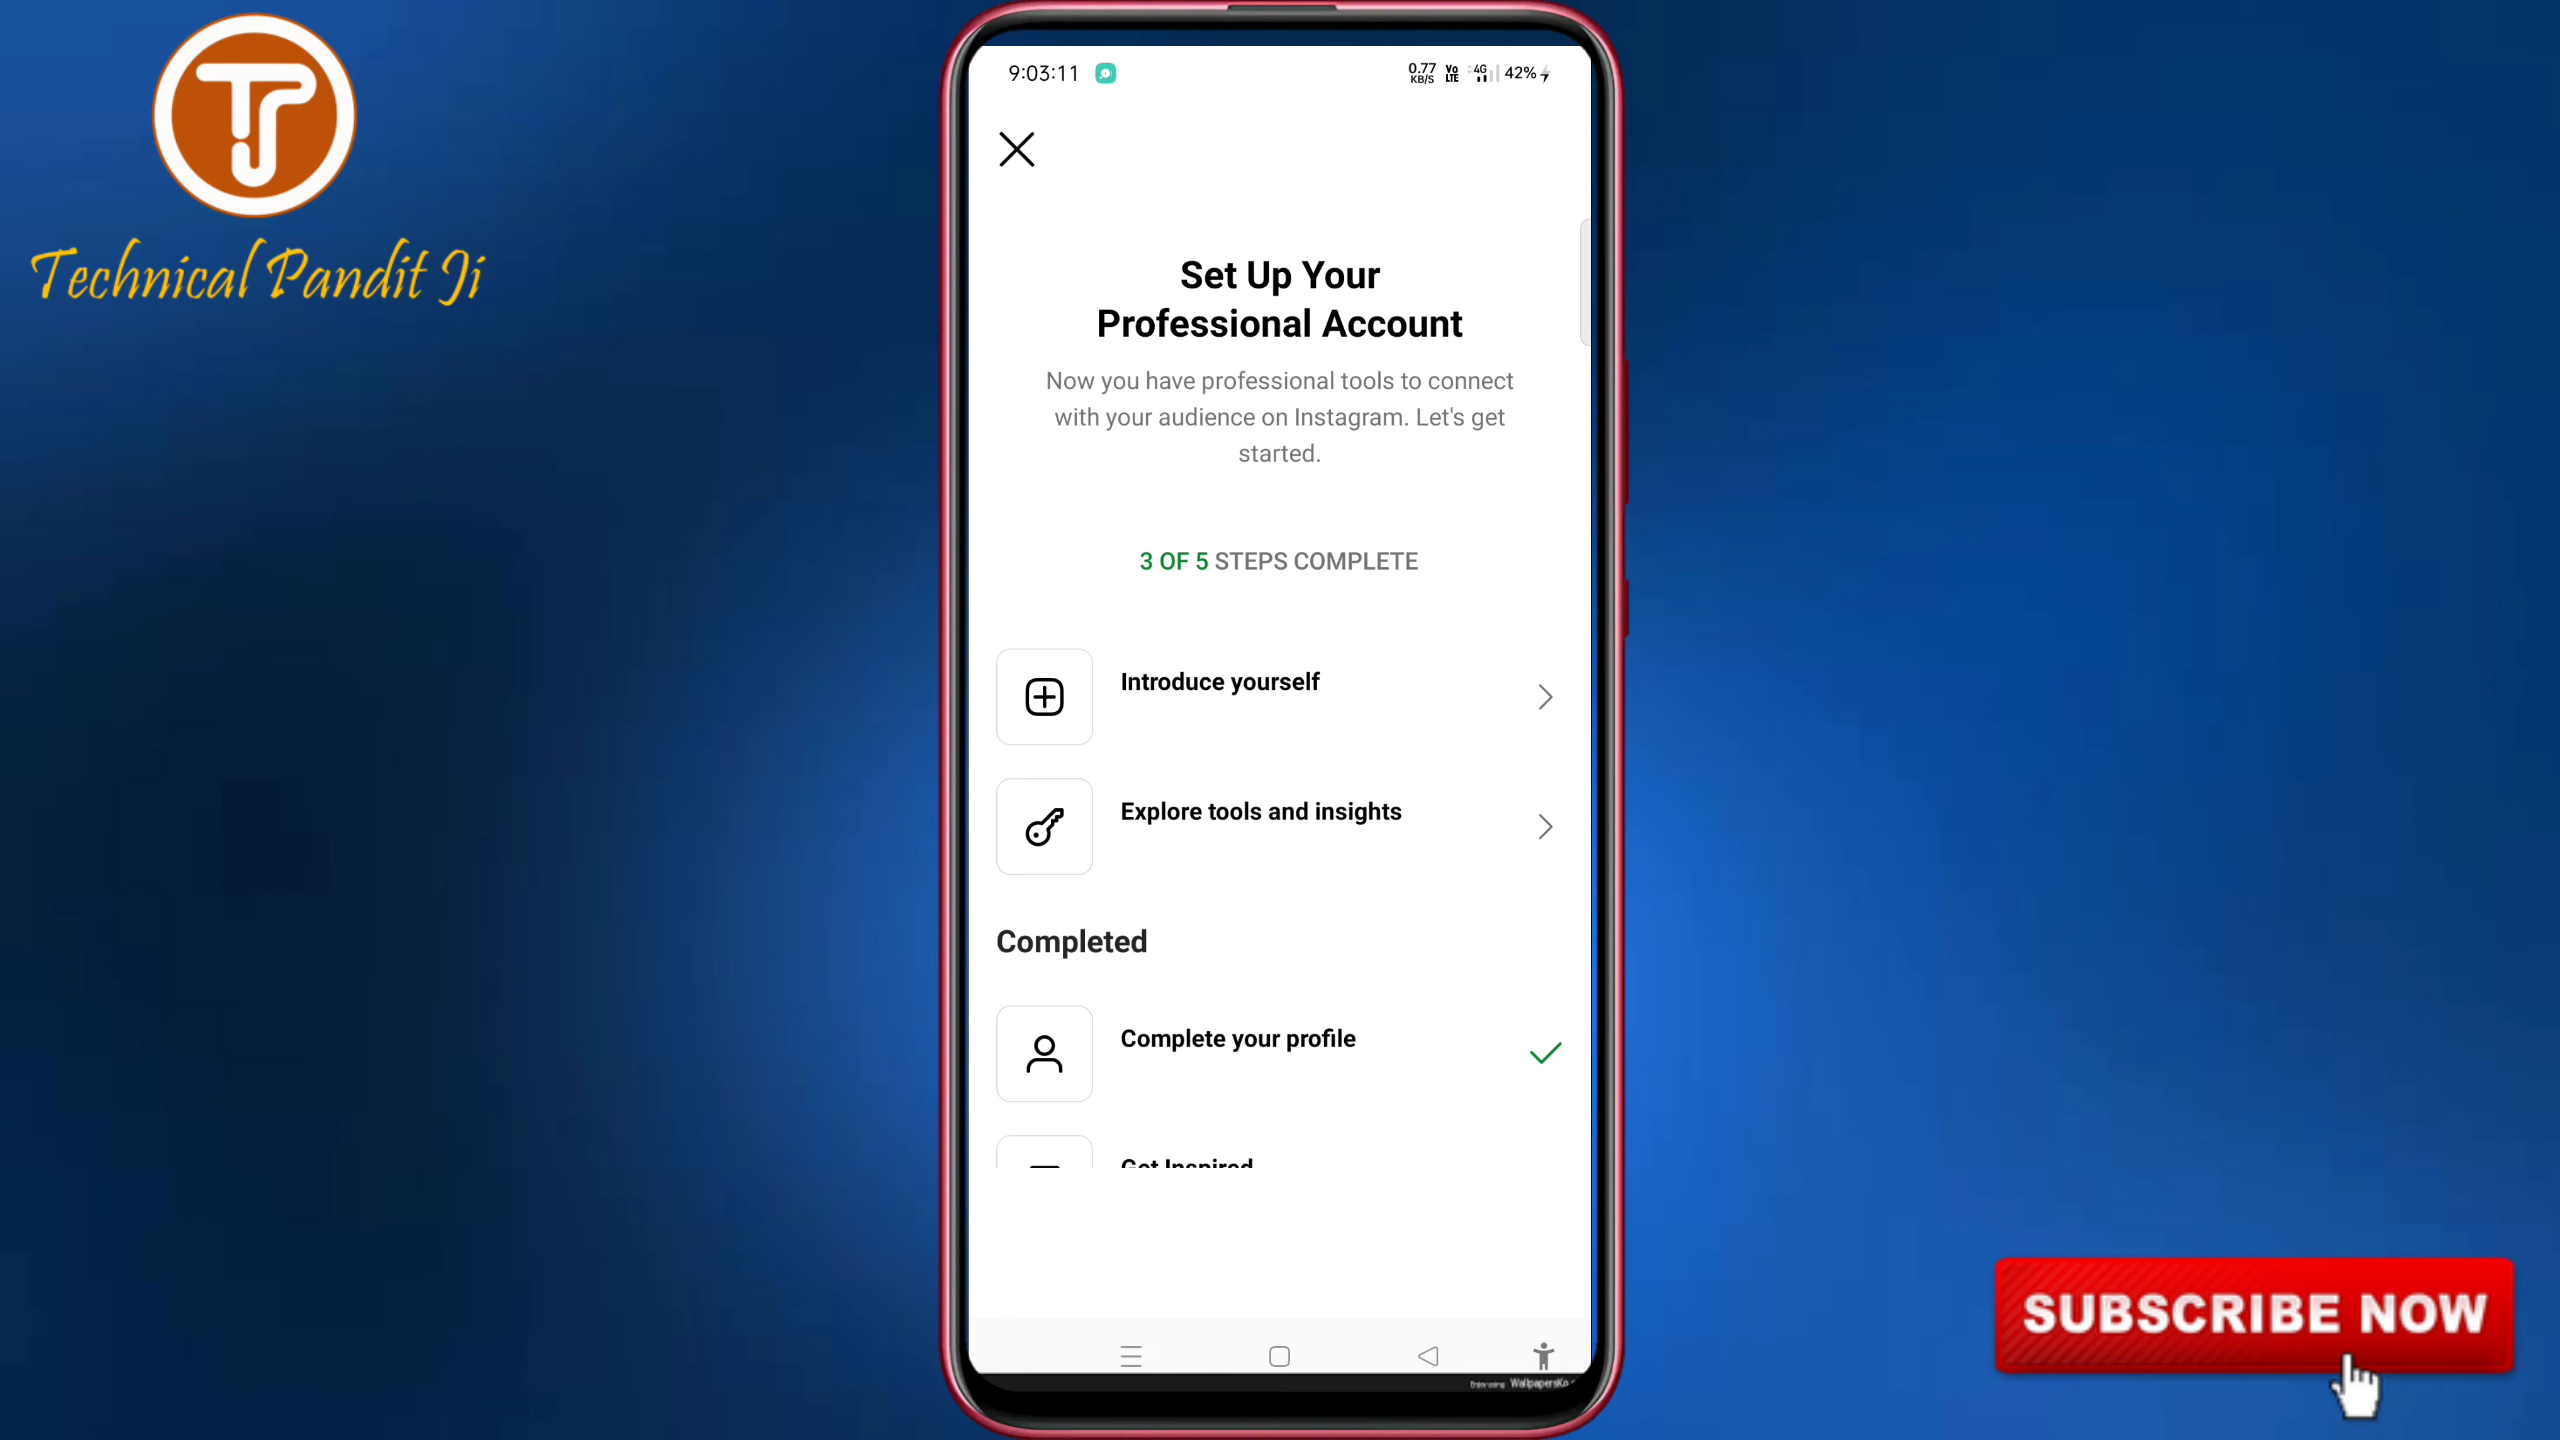 Technical Pandit Ji
9:03:11
0.77 KB/S Vo LTE 4G 42%
Set Up Your
Professional Account
Now you have professional tools to connect
with your audience on Instagram. Let's get
started.
3 OF 5 STEPS COMPLETE
Introduce yourself
Explore tools and insights
Completed
Complete your profile
Get Inspired
SUBSCRIBE NOW